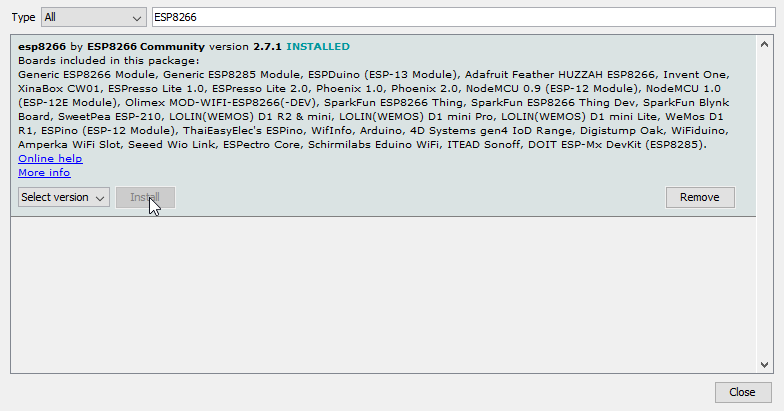 Type All ESP8266
esp8266 by ESP8266 Community version 2.7.1 INSTALLED
Boards included in this package:
Generic ESP8266 Module, Generic ESP8285 Module, ESPDuino (ESP-13 Module), Adafruit Feather HUZZAH ESP8266, Invent One,
XinaBox CW01, ESPresso Lite 1.0, ESPresso Lite 2.0, Phoenix 1.0, Phoenix 2.0, NodeMCU 0.9 (ESP-12 Module), NodeMCU 1.0
(ESP-12E Module), Olimex MOD-WIFI-ESP8266(-DEV), SparkFun ESP8266 Thing, SparkFun ESP8266 Thing Dev, SparkFun Blynk
Board, SweetPea ESP-210, LOLIN(WEMOS) D1 R2 & mini, LOLIN(WEMOS) D1 mini Pro, LOLIN(WEMOS) D1 mini Lite, WeMos D1
R1, ESPino (ESP-12 Module), ThaiEasyElec's ESPino, WifInfo, Arduino, 4D Systems gen4 IoD Range, Digistump Oak, WiFiduino,
Amperka WiFi Slot, Seeed Wio Link, ESPectro Core, Schirmilabs Eduino WiFi, ITEAD Sonoff, DOIT ESP-Mx DevKit (ESP8285).
Online help
More info
Select version Install Remove
Close